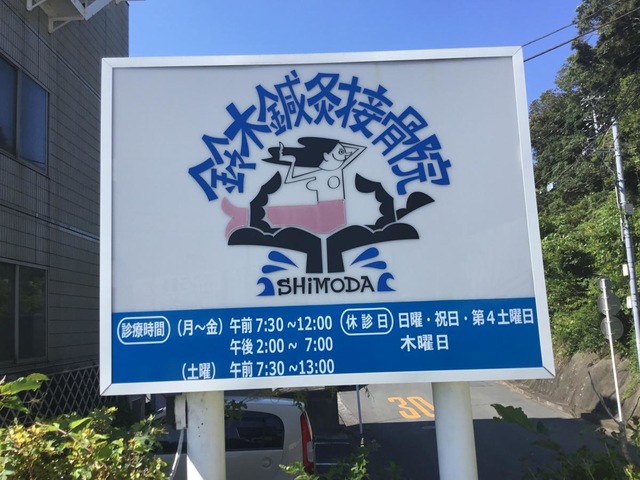 鈴木鍼灸接骨院
SHiMODA
診療時間 (月～金) 午前 7:30～12:00
午後 2:00～ 7:00
(土曜) 午前 7:30～13:00
休診日 日曜・祝日・第4土曜日
木曜日
30